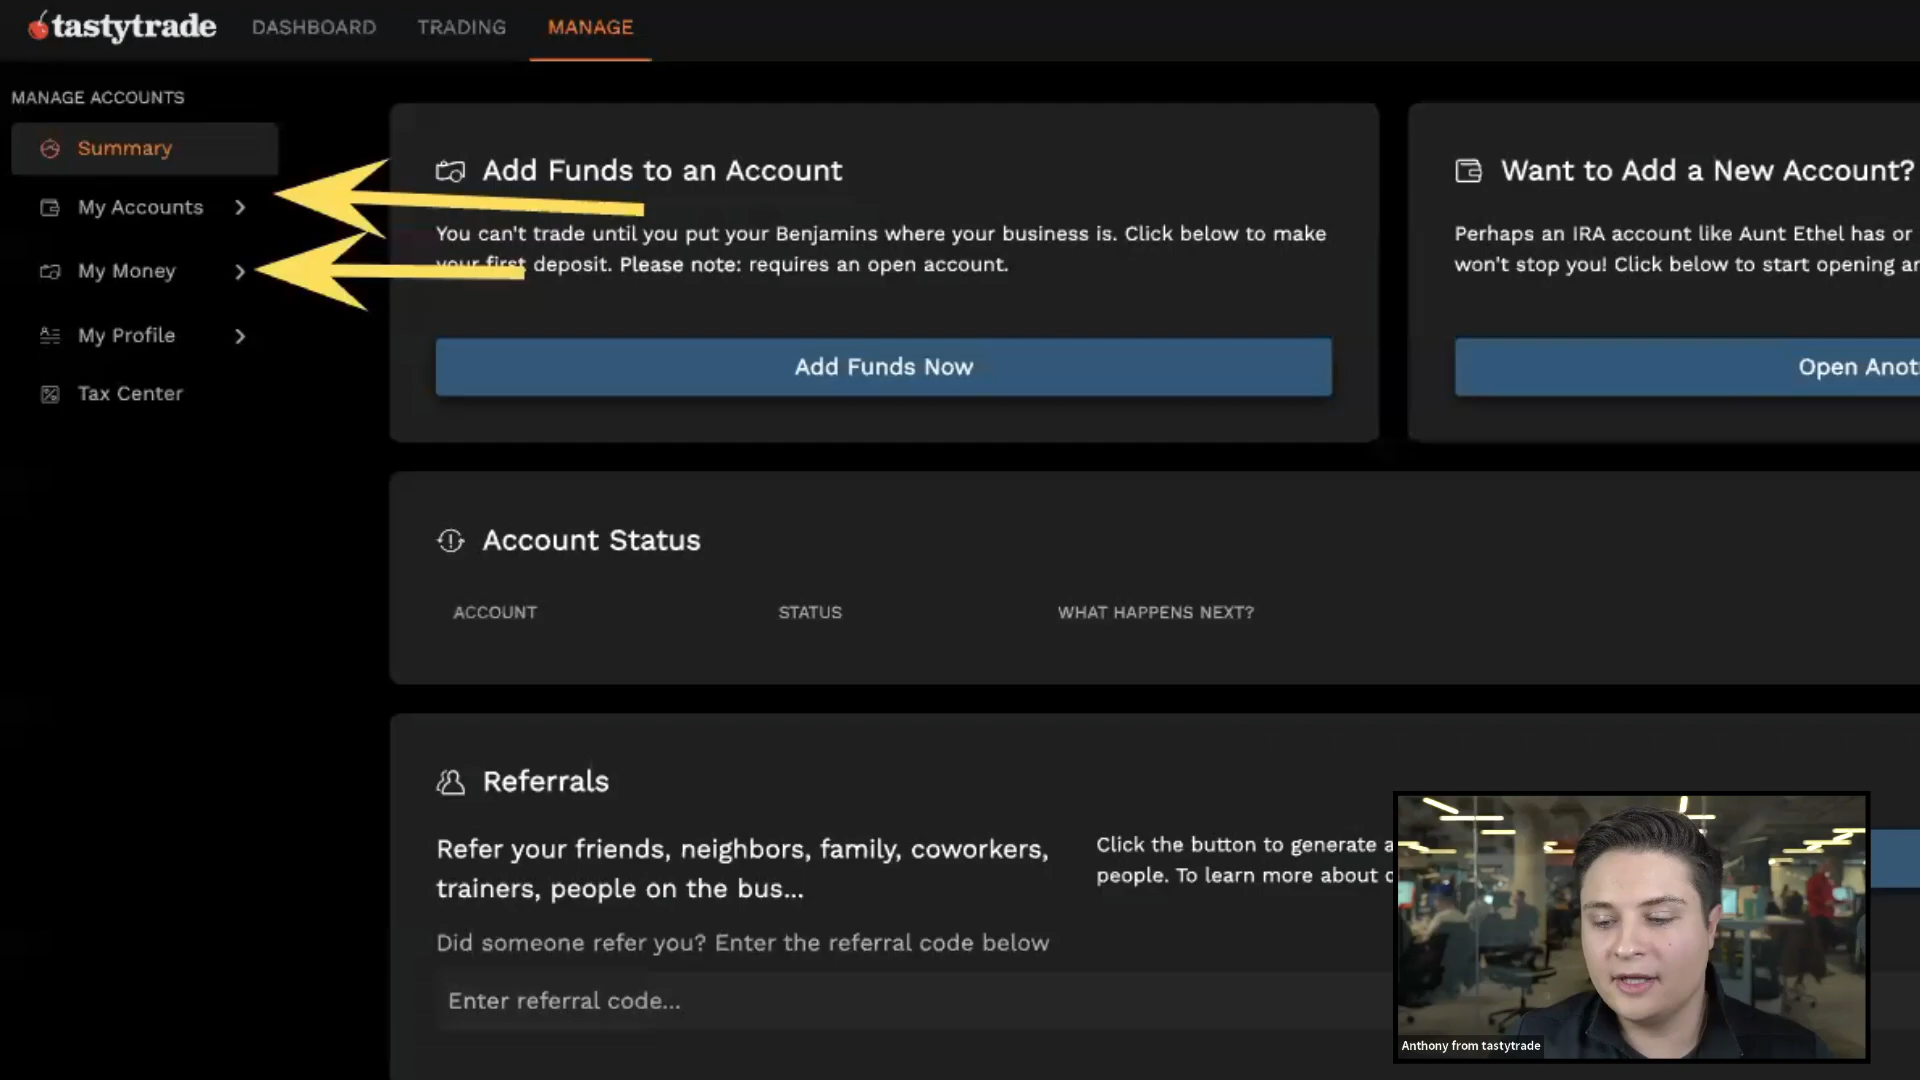 tastytrade DASHBOARD TRADING MANAGE
MANAGE ACCOUNTS
Summary
My Accounts
My Money
My Profile
Tax Center
Add Funds to an Account
You can't trade until you put your Benjamins where your business is. Click below to make
your first deposit. Please note: requires an open account.
Add Funds Now
Want to Add a New Account?
Perhaps an IRA account like Aunt Ethel has or
won't stop you! Click below to start opening
Open
Account Status
ACCOUNT STATUS WHAT HAPPENS NEXT?
Referrals
Refer your friends, neighbors, family, coworkers,
trainers, people on the bus...
Click the button to generate
people. To learn more about
Did someone refer you? Enter the referral code below
Enter referral code...
Anthony from tastytrade